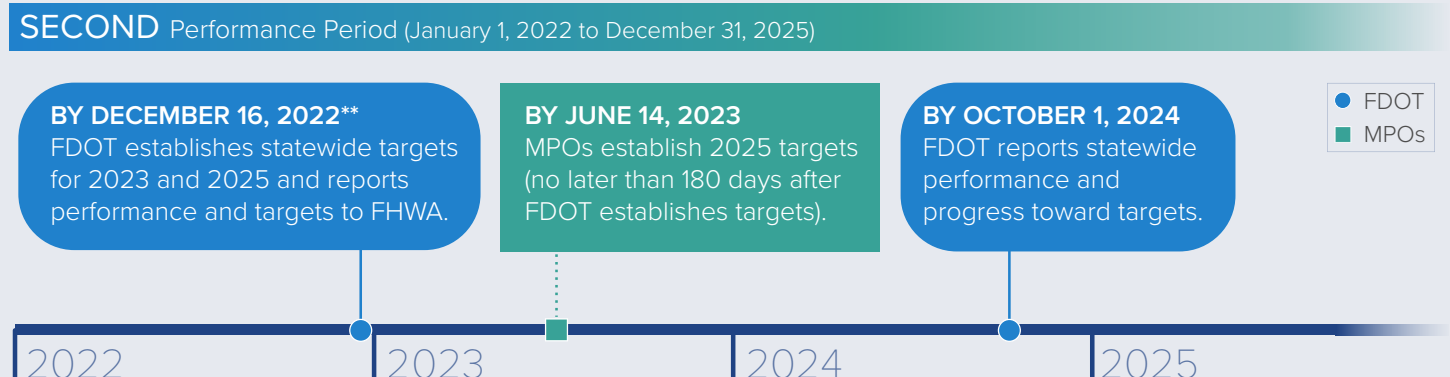 SECOND Performance Period (January 1, 2022 to December 31, 2025)
BY DECEMBER 16, 2022**
FDOT establishes statewide targets
for 2023 and 2025 and reports
performance and targets to FHWA.
BY JUNE 14, 2023
MPOs establish 2025 targets
(no later than 180 days after
FDOT establishes targets).
BY OCTOBER 1, 2024
FDOT reports statewide
performance and
progress toward targets.
FDOT
MPOs
2022
2023
2024
2025